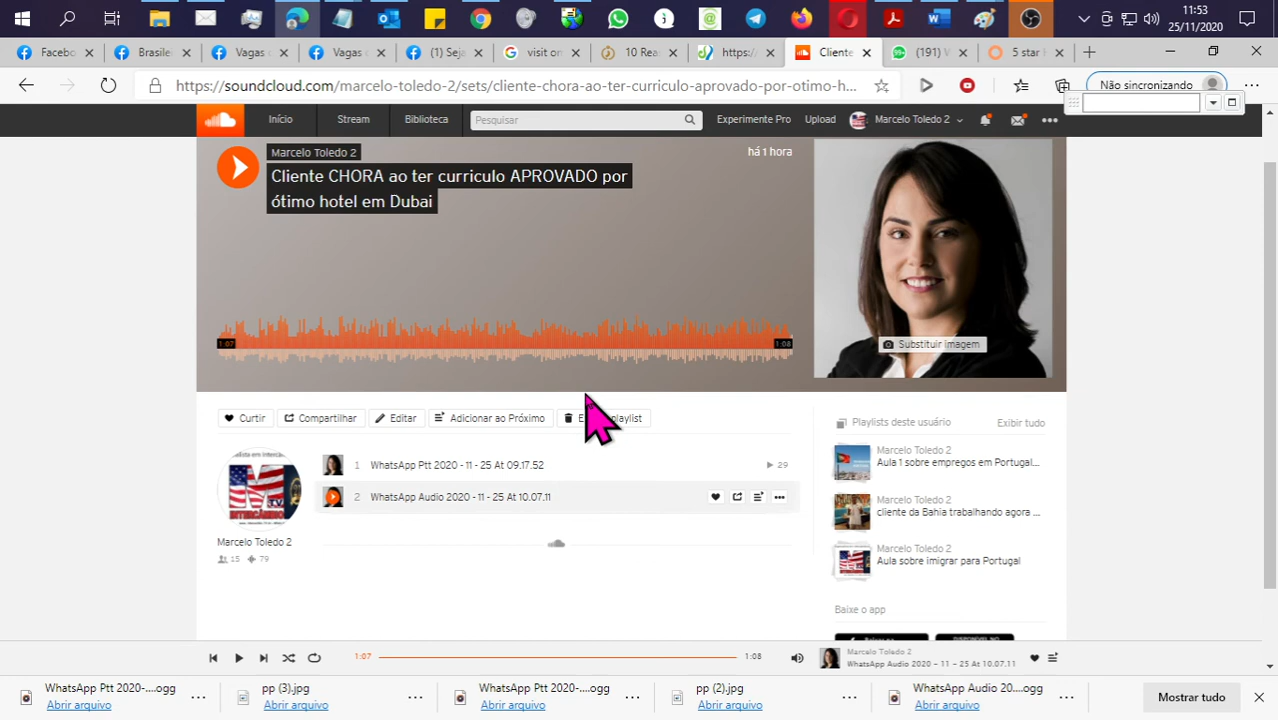 11:53
25/11/2020
Faceb
Brasilei
Vagas c
Vagas c
(1) Seja
visit on
10 Rea
https:/
Cliente
(191) V
5 star H
https://soundcloud.com/marcelo-toledo-2/sets/cliente-chora-ao-ter-curriculo-aprovado-por-otimo-h...
Não sincronizando
Início
Stream
Biblioteca
Pesquisar
Experimente Pro
Upload
Marcelo Toledo 2
Marcelo Toledo 2
há 1 hora
Cliente CHORA ao ter curriculo APROVADO por
ótimo hotel em Dubai
1:07
1:08
Substituir imagem
Curtir
Compartilhar
Editar
Adicionar ao Próximo
playlist
Playlists deste usuário
Exibir tudo
1 WhatsApp Ptt 2020 - 11 - 25 At 09.17.52
29
2 WhatsApp Audio 2020 - 11 - 25 At 10.07.11
Marcelo Toledo 2
Aula 1 sobre empregos em Portugal...
Marcelo Toledo 2
cliente da Bahia trabalhando agora ...
Marcelo Toledo 2
Aula sobre imigrar para Portugal
INTERCÂMBIO
TV
Marcelo Toledo 2
15
79
Baixe o app
1:07
1:08
Marcelo Toledo 2
WhatsApp Audio 2020 - 11 - 25 At 10.07.11
WhatsApp Ptt 2020-....ogg
Abrir arquivo
pp (3).jpg
Abrir arquivo
WhatsApp Ptt 2020-....ogg
Abrir arquivo
pp (2).jpg
Abrir arquivo
WhatsApp Audio 20....ogg
Abrir arquivo
Mostrar tudo